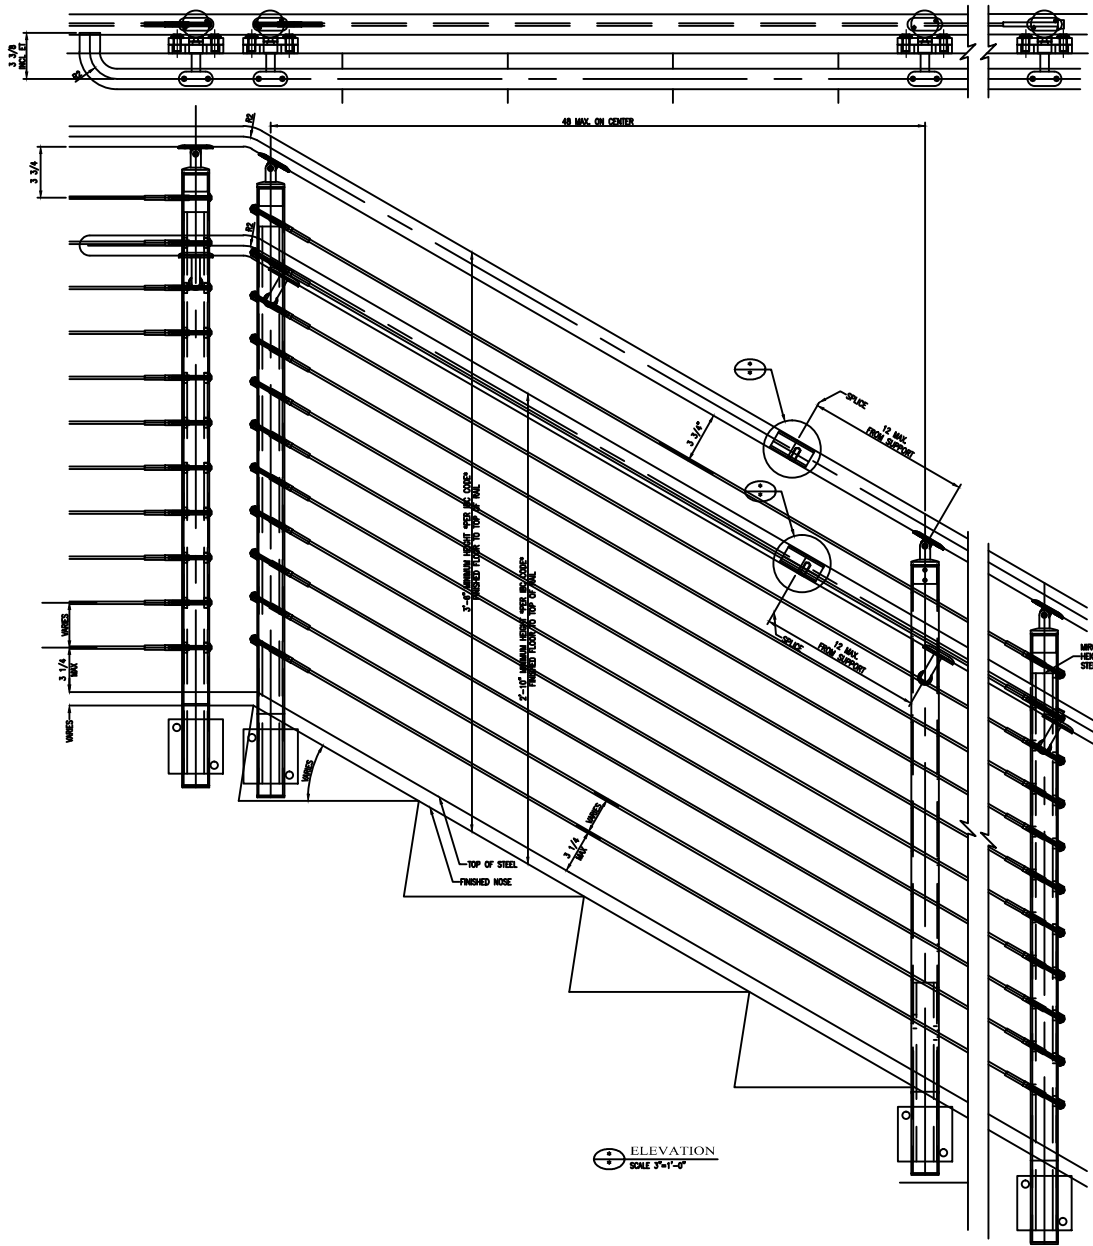 3 3/8
INCL ET
R2
48 MAX. ON CENTER
R2
3 3/4
R2
SPLICE
12 MAX.
FROM SUPPORT
3 3/4"
3'-6" MINIMUM HEIGHT *PER IBC CODE*
FINISHED FLOOR TO TOP OF RAIL
2'-10" MINIMUM HEIGHT *PER IBC CODE*
FINISHED FLOOR TO TOP OF RAIL
SPLICE
12 MAX.
FROM SUPPORT
VARIES
3 1/4
MAX
VARIES
VARIES
VARIES
3 1/4
MAX
TOP OF STEEL
FINISHED NOSE
ELEVATION
SCALE 3"=1'-0"